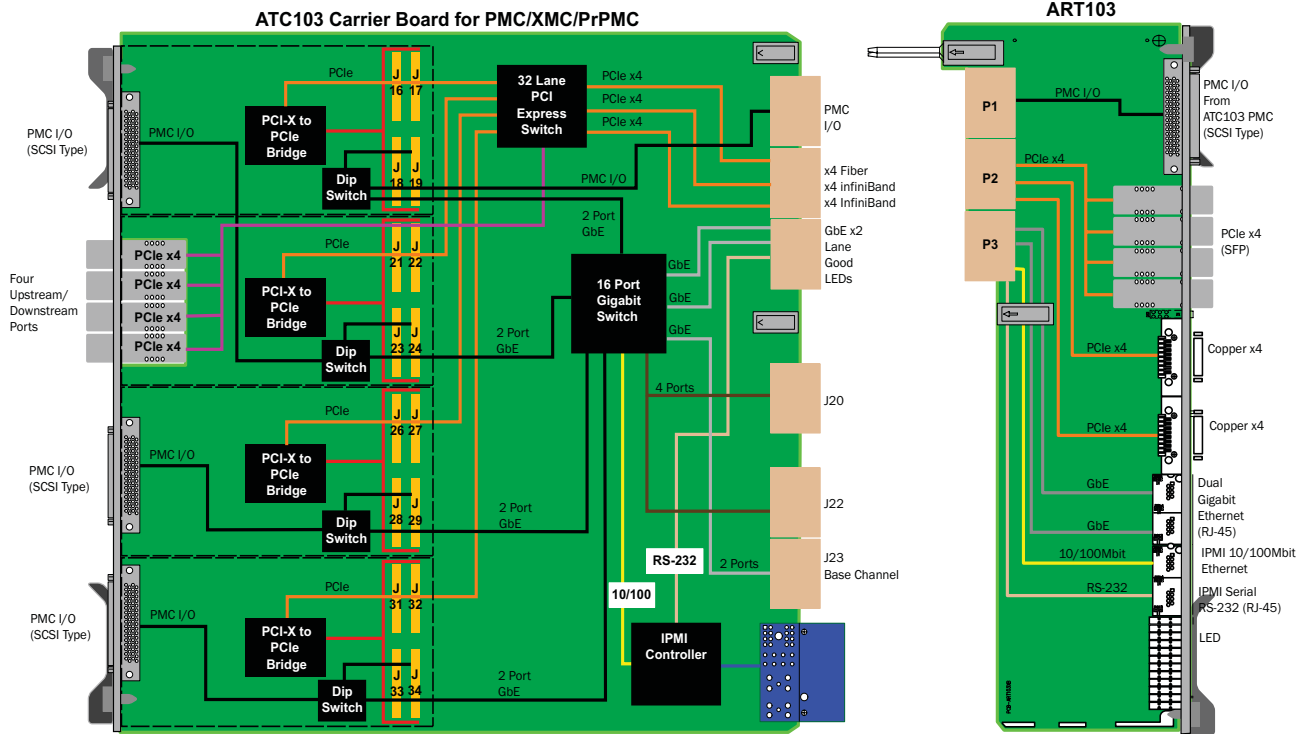 ATC103 Carrier Board for PMC/XMC/PrPMC
ART103
PMC I/O
(SCSI Type)
PMC I/O
PCIe
PCI-X to
PCIe
Bridge
J
16
J
17
J
18
J
19
Dip
Switch
32 Lane
PCI
Express
Switch
PCIe x4
PCIe x4
PCIe x4
PMC I/O
PMC
I/O
x4 Fiber
x4 infiniBand
x4 InfiniBand
2 Port
GbE
GbE x2
Lane
Good
LEDs
Four
Upstream/
Downstream
Ports
PCIe x4
PCIe x4
PCIe x4
PCIe x4
PCIe
PCI-X to
PCIe
Bridge
J
21
J
22
J
23
J
24
Dip
Switch
2 Port
GbE
16 Port
Gigabit
Switch
GbE
GbE
GbE
4 Ports
J20
PMC I/O
(SCSI Type)
PMC I/O
PCIe
PCI-X to
PCIe
Bridge
J
26
J
27
J
28
J
29
Dip
Switch
2 Port
GbE
J22
RS-232
2 Ports
J23
Base Channel
10/100
PMC I/O
(SCSI Type)
PMC I/O
PCIe
PCI-X to
PCIe
Bridge
J
31
J
32
J
33
J
34
Dip
Switch
2 Port
GbE
IPMI
Controller
P1
P2
P3
PMC I/O
PMC I/O
From
ATC103 PMC
(SCSI Type)
PCIe x4
PCIe x4
(SFP)
PCIe x4
Copper x4
PCIe x4
Copper x4
GbE
GbE
Dual
Gigabit
Ethernet
(RJ-45)
10/100Mbit
IPMI 10/100Mbit
Ethernet
RS-232
IPMI Serial
RS-232 (RJ-45)
LED